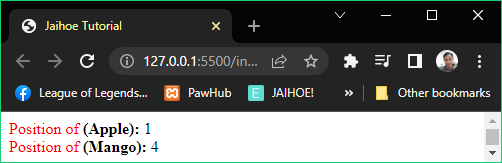 Jaihoe Tutorial
127.0.0.1:5500/in...
League of Legends... PawHub JAIHOE! » Other bookmarks
Position of (Apple): 1
Position of (Mango): 4